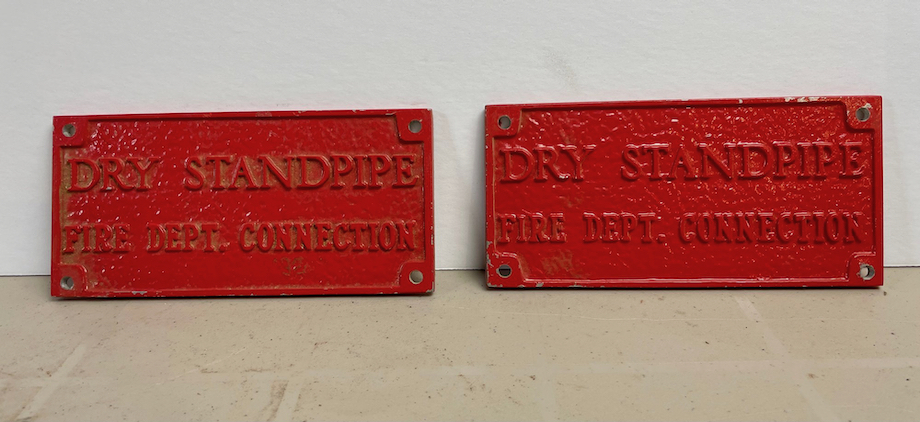 DRY STANDPIPE
FIRE DEPT. CONNECTION
DRY STANDPIPE
FIRE DEPT. CONNECTION